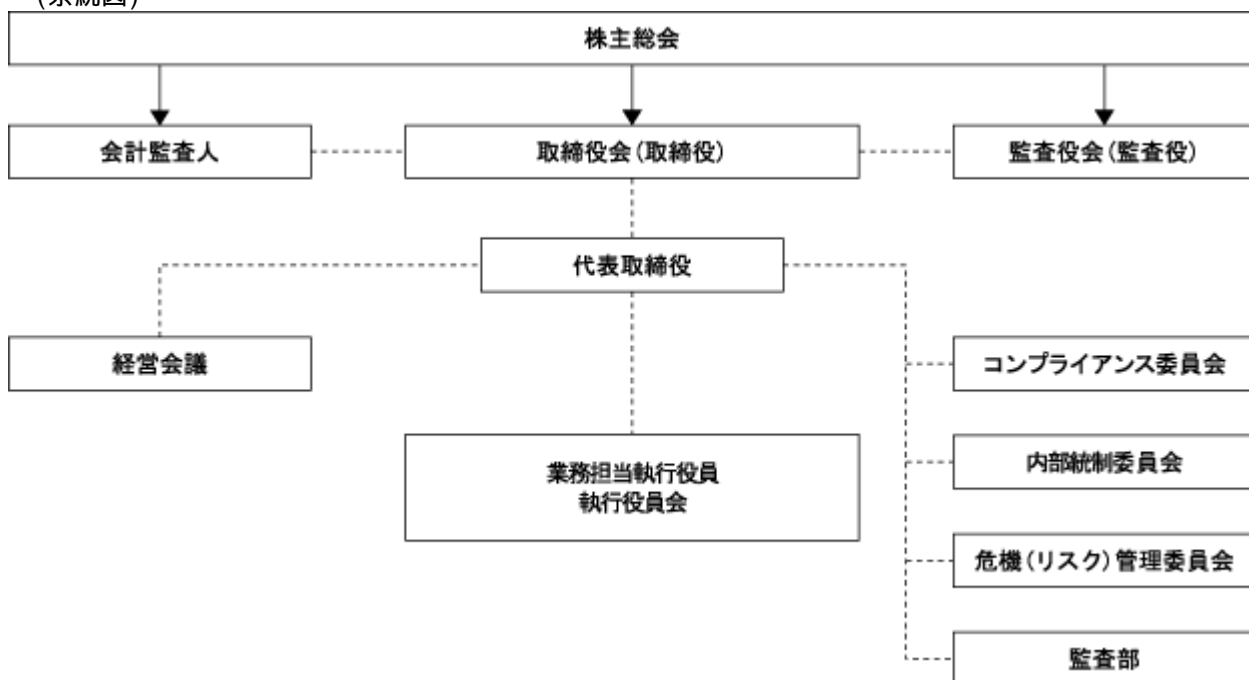 (系統図)
株主総会
会計監査人
取締役会(取締役)
監査役会(監査役)
代表取締役
経営会議
コンプライアンス委員会
業務担当執行役員
執行役員会
内部統制委員会
危機(リスク)管理委員会
監査部